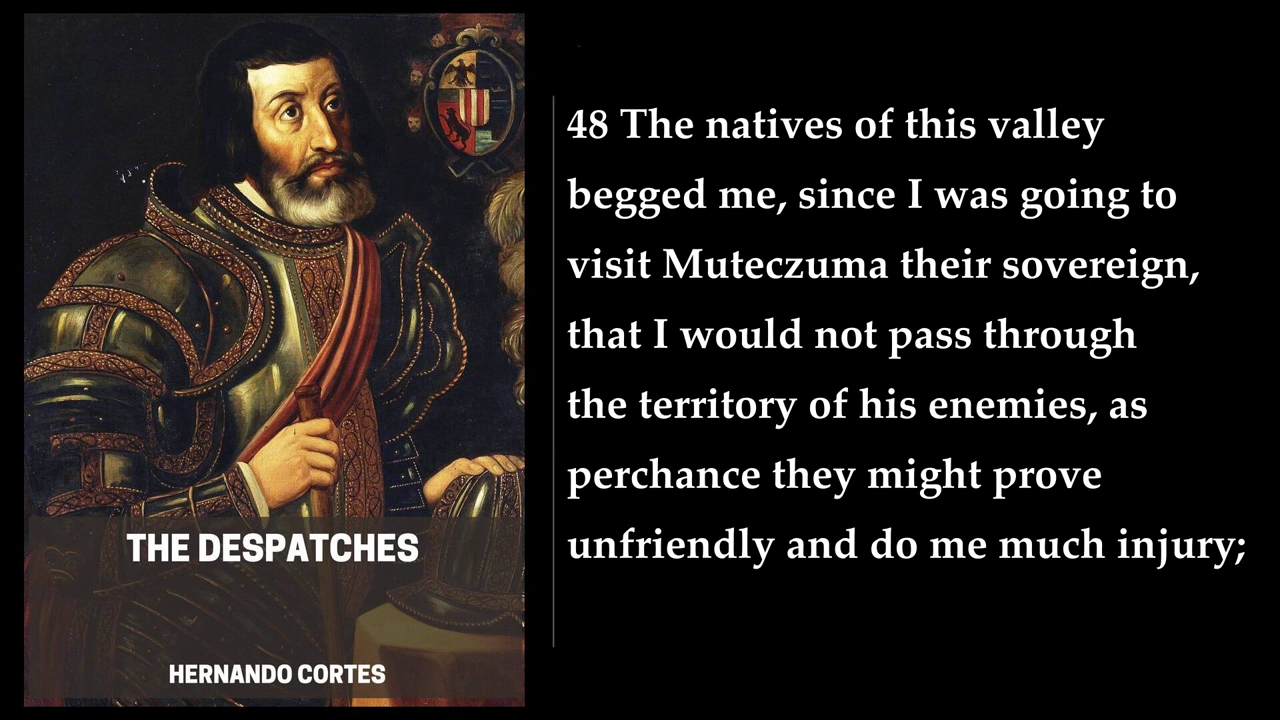 THE DESPATCHES
HERNANDO CORTES
48 The natives of this valley
begged me, since I was going to
visit Muteczuma their sovereign,
that I would not pass through
the territory of his enemies, as
perchance they might prove
unfriendly and do me much injury;